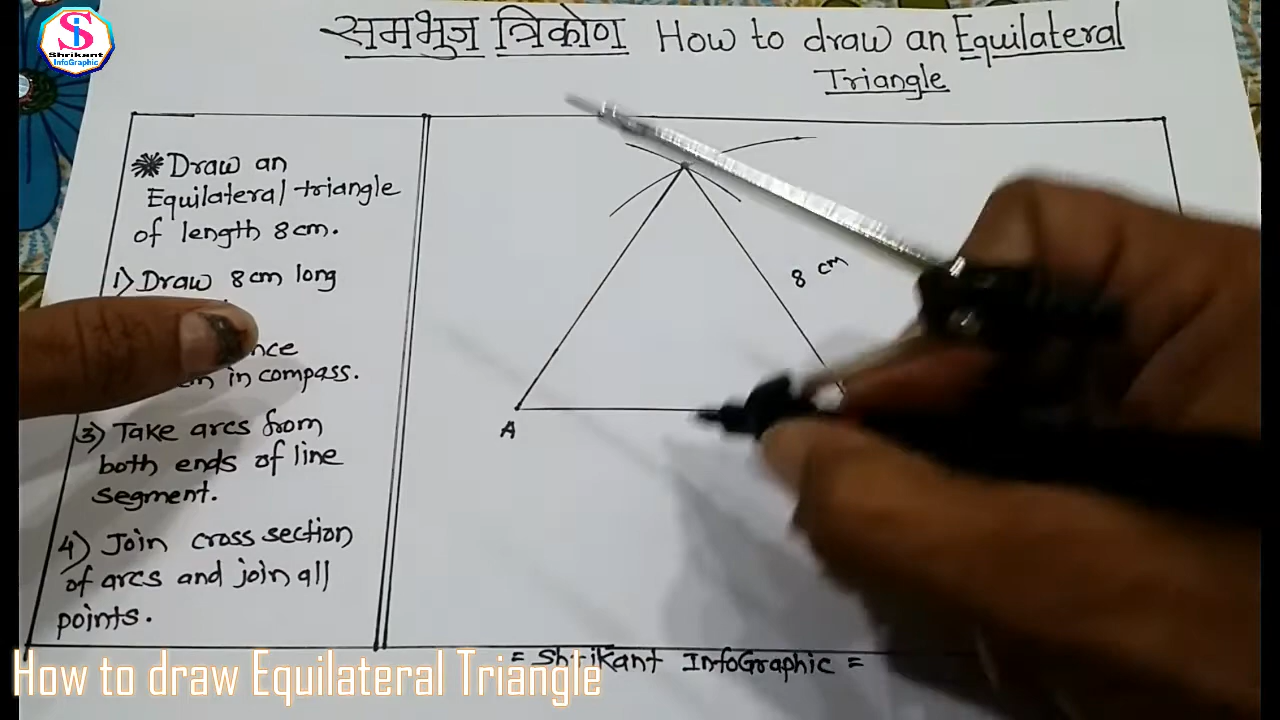 SI
Shrikant
InfoGraphic
समभुज त्रिकोण How to draw an Equilateral
Triangle
Draw an
Equilateral triangle
of length 8cm.
1) Draw 8cm long
in compass.
3) Take arcs from
both ends of line
segment.
4) Join cross section
of arcs and join all
points.
8 cm
A
= Shrikant InfoGraphic =
How to draw Equilateral Triangle